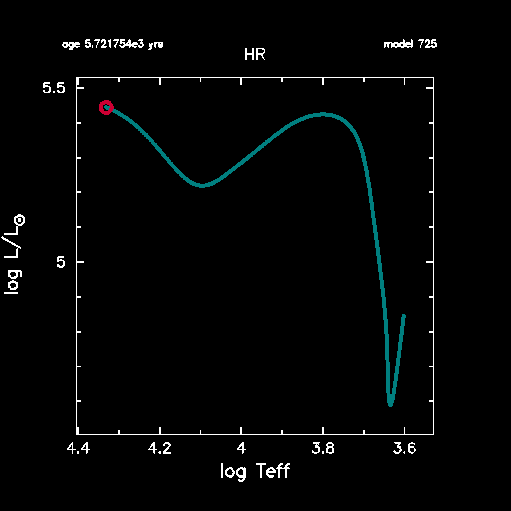 age 5.721754e3 yrs
model 725
HR
5.5
5
log L/L⊙
4.4 4.2 4 3.8 3.6
log Teff